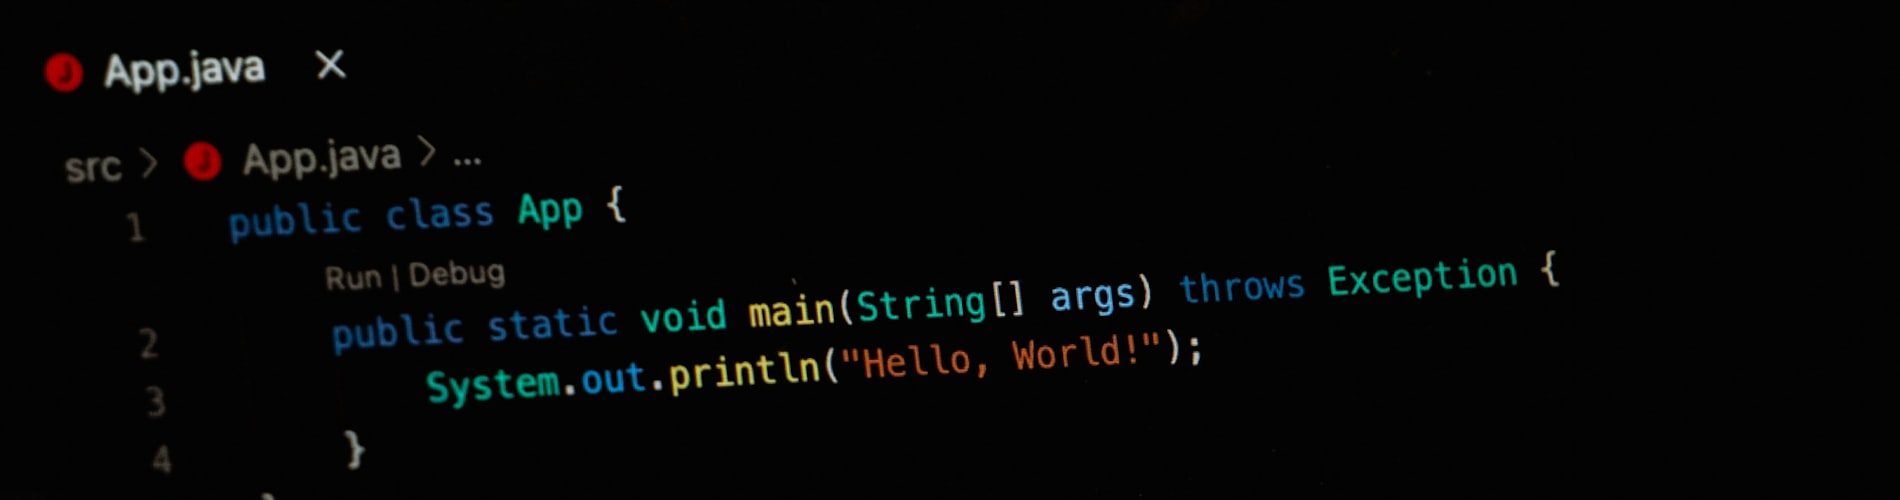 App.java ×
src > App.java > ...
1 public class App {
Run | Debug
2 public static void main(String[] args) throws Exception {
3 System.out.println("Hello, World!");
4 }